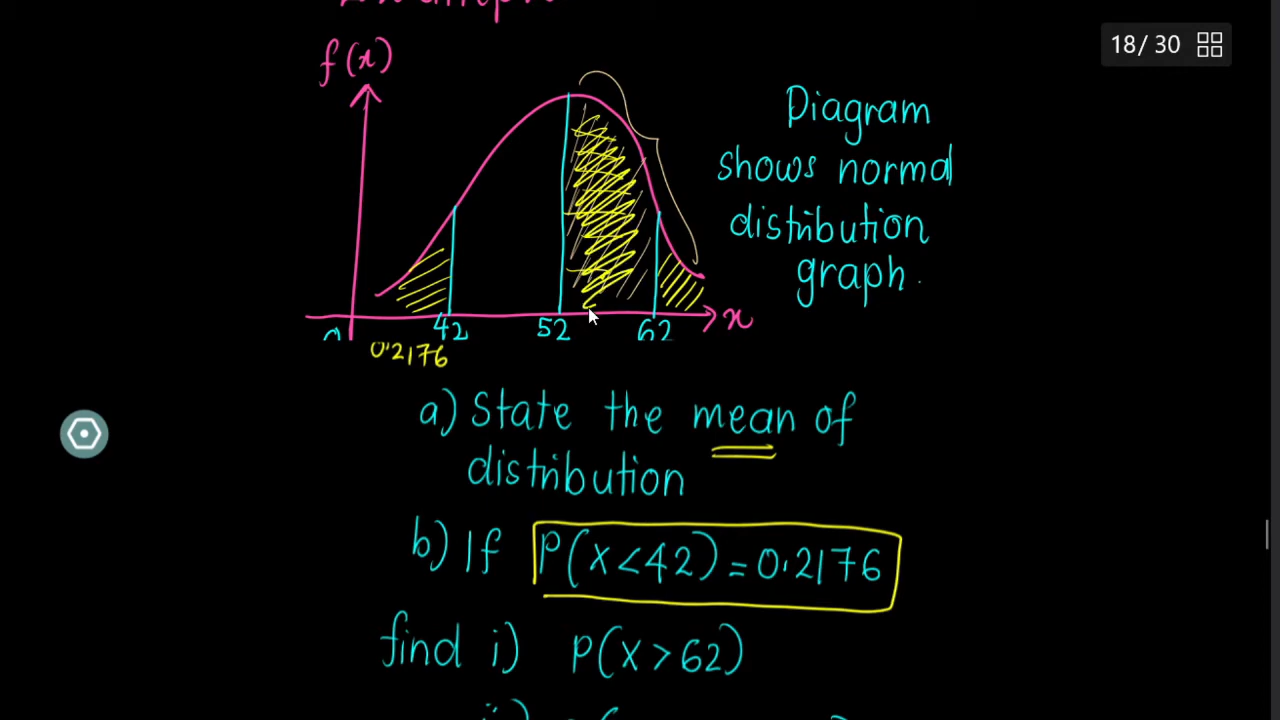 18/ 30
f(x)
Diagram
shows normal
distribution
graph.
42 52 62 x
0.2176
a) State the mean of
distribution
b) If P(X<42) = 0.2176
find i) P(X > 62)